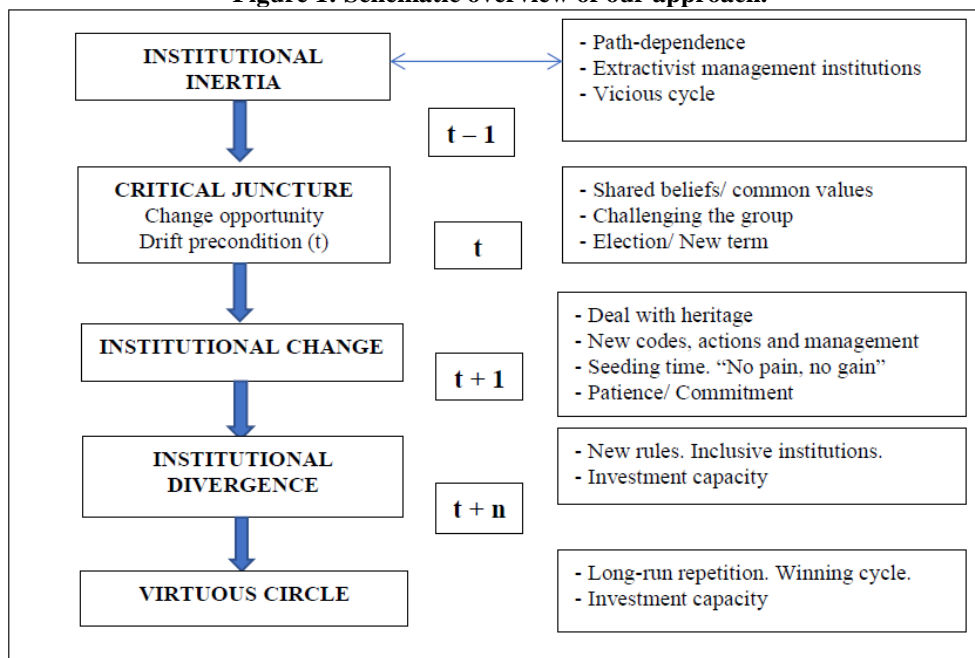 Figure 1. Schematic overview of our approach.
INSTITUTIONAL
INERTIA
- Path-dependence
- Extractivist management institutions
- Vicious cycle
t – 1
CRITICAL JUNCTURE
Change opportunity
Drift precondition (t)
- Shared beliefs/ common values
- Challenging the group
- Election/ New term
t
INSTITUTIONAL CHANGE
- Deal with heritage
- New codes, actions and management
- Seeding time. “No pain, no gain”
- Patience/ Commitment
t + 1
INSTITUTIONAL
DIVERGENCE
- New rules. Inclusive institutions.
- Investment capacity
t + n
VIRTUOUS CIRCLE
- Long-run repetition. Winning cycle.
- Investment capacity